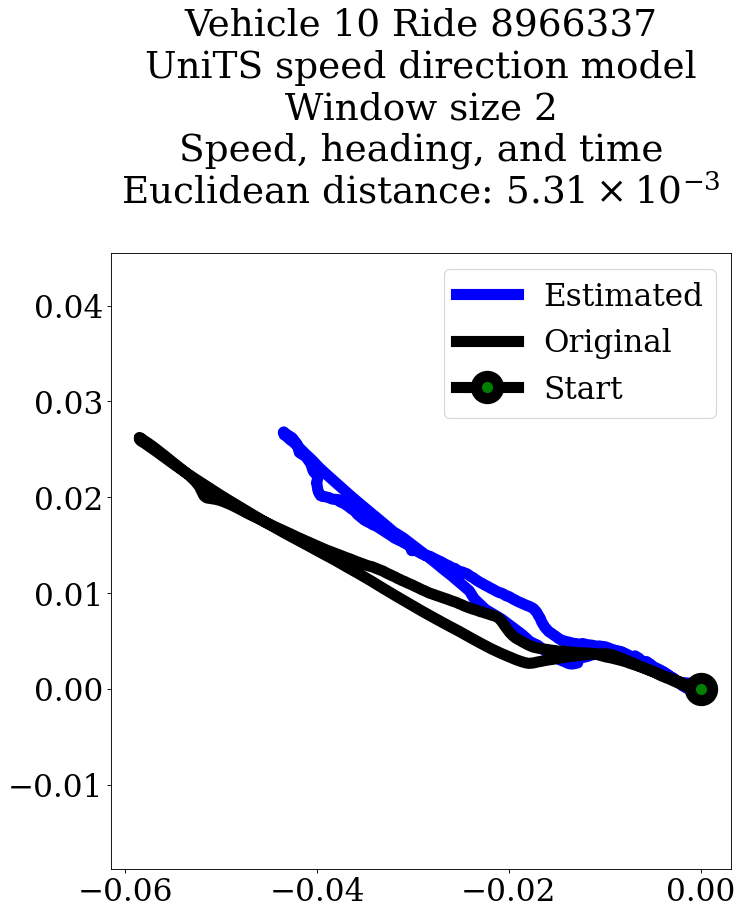 Vehicle 10 Ride 8966337
UniTS speed direction model
Window size 2
Speed, heading, and time
Euclidean distance: 5.31 × 10⁻³
Estimated
Original
Start
0.04
0.03
0.02
0.01
0.00
−0.01
−0.06 −0.04 −0.02 0.00